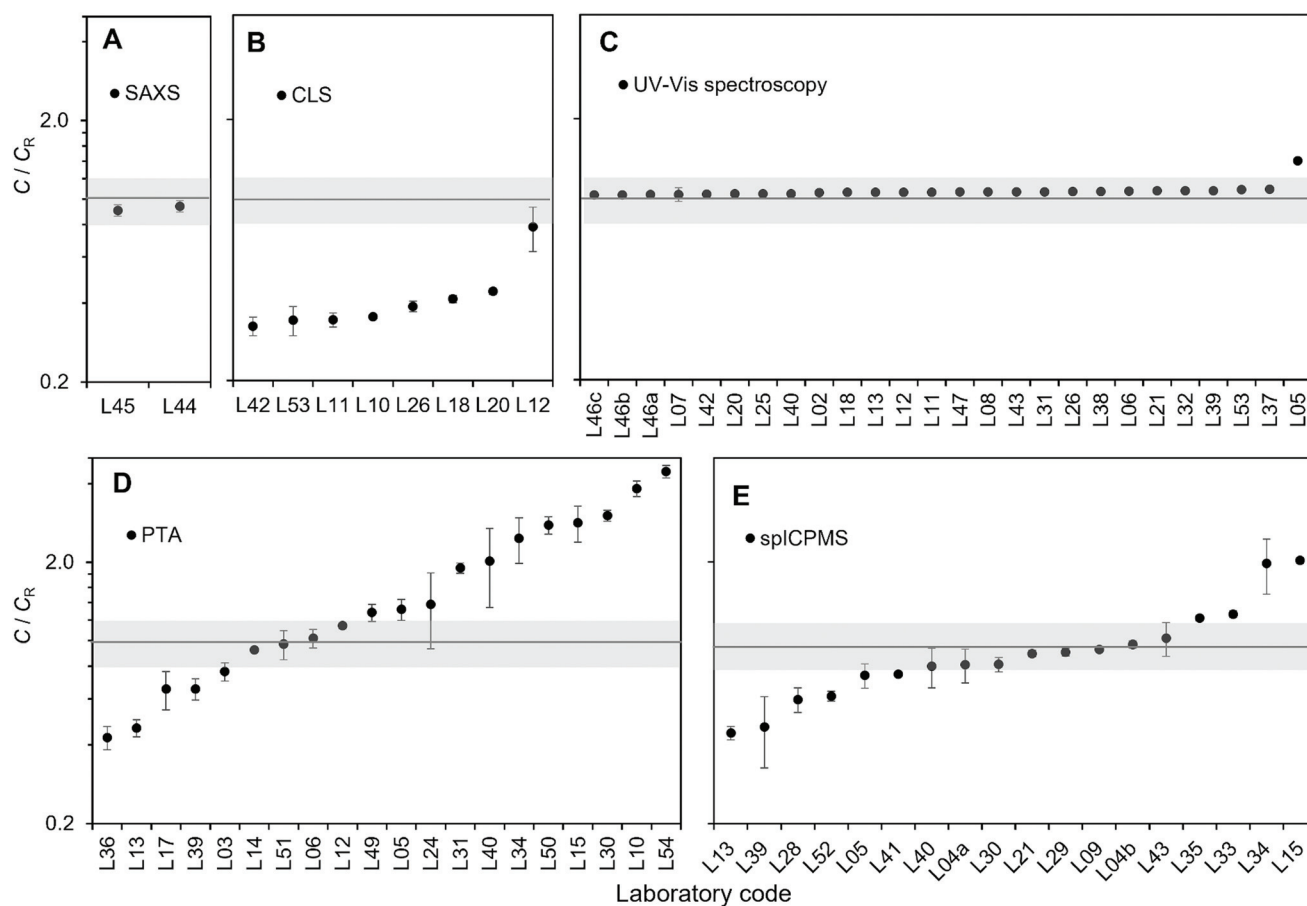 A
SAXS
B
CLS
C
UV-Vis spectroscopy
C / C_R
2.0
0.2
L45 L44
L42 L53 L11 L10 L26 L18 L20 L12
L46c L46b L46a L07 L42 L20 L25 L40 L02 L18 L13 L12 L11 L47 L08 L43 L31 L26 L38 L06 L21 L32 L39 L53 L37 L05
D
PTA
E
spICPMS
C / C_R
2.0
0.2
L36 L13 L17 L39 L03 L14 L51 L06 L12 L49 L05 L24 L31 L40 L34 L50 L15 L30 L10 L54
L13 L39 L28 L52 L05 L41 L40 L04a L30 L21 L29 L09 L04b L43 L35 L33 L34 L15
Laboratory code